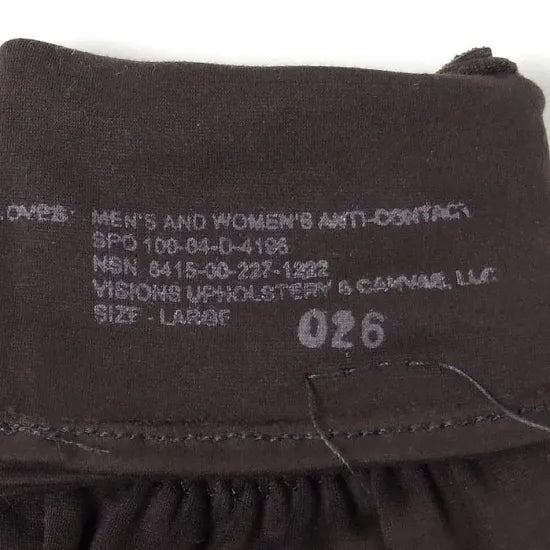 OVES: MEN'S AND WOMEN'S ANTI-CONTACT
SPO 100-04-D-4196
NSN 8415-00-227-1222
VISIONS UPHOLSTERY & CANVAS, LLC
SIZE - LARGE 026